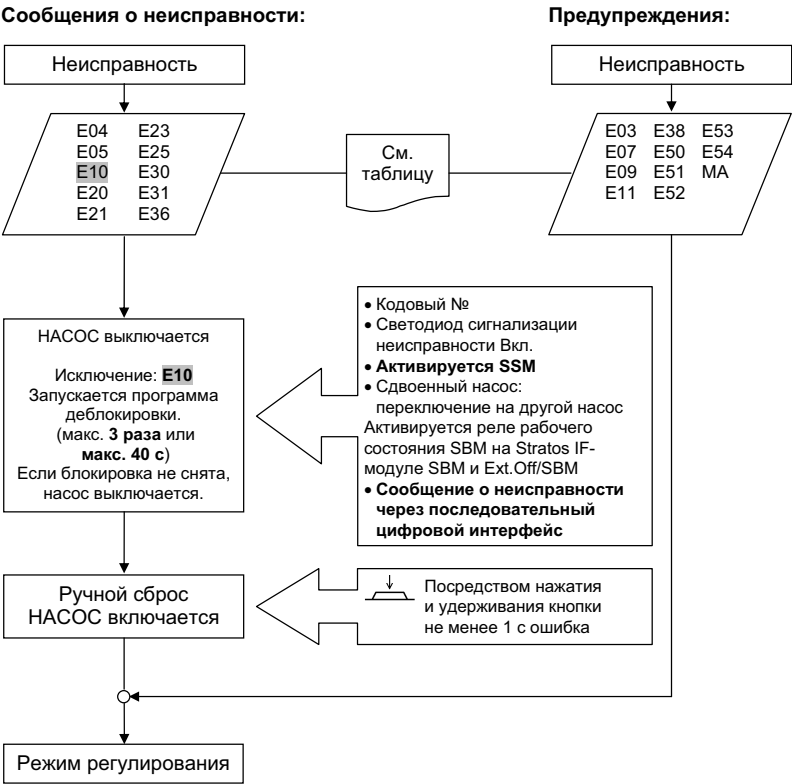 Сообщения о неисправности:
Предупреждения:
Неисправность
Неисправность
E04 E23
E05 E25
E10 E30
E20 E31
E21 E36
См.
таблицу
E03 E38 E53
E07 E50 E54
E09 E51 MA
E11 E52
НАСОС выключается
Исключение: E10
Запускается программа
деблокировки.
(макс. 3 раза или
макс. 40 с)
Если блокировка не снята,
насос выключается.
• Кодовый №
• Светодиод сигнализации
неисправности Вкл.
• Активируется SSM
• Сдвоенный насос:
переключение на другой насос
Активируется реле рабочего
состояния SBM на Stratos IF-
модуле SBM и Ext.Off/SBM
• Сообщение о неисправности
через последовательный
цифровой интерфейс
Ручной сброс
НАСОС включается
Посредством нажатия
и удерживания кнопки
не менее 1 с ошибка
Режим регулирования